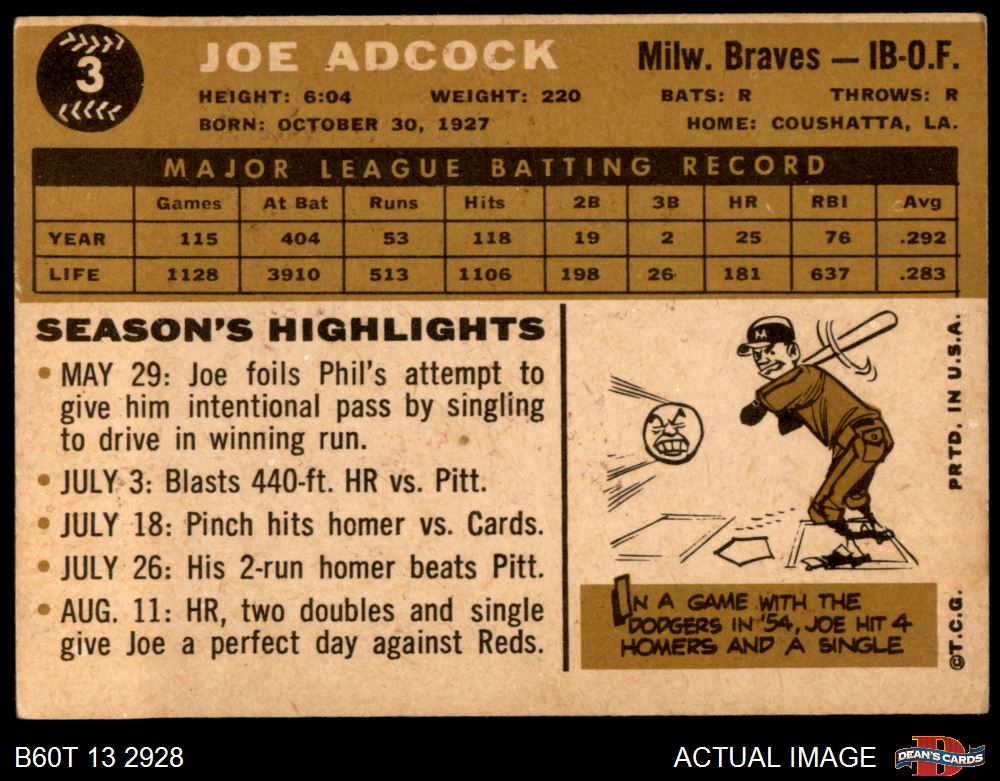 3
JOE ADCOCK
Milw. Braves — IB-O.F.
HEIGHT: 6:04 WEIGHT: 220 BATS: R THROWS: R
BORN: OCTOBER 30, 1927 HOME: COUSHATTA, LA.
MAJOR LEAGUE BATTING RECORD
Games At Bat Runs Hits 2B 3B HR RBI Avg
YEAR 115 404 53 118 19 2 25 76 .292
LIFE 1128 3910 513 1106 198 26 181 637 .283
SEASON'S HIGHLIGHTS
• MAY 29: Joe foils Phil's attempt to
give him intentional pass by singling
to drive in winning run.
• JULY 3: Blasts 440-ft. HR vs. Pitt.
• JULY 18: Pinch hits homer vs. Cards.
• JULY 26: His 2-run homer beats Pitt.
• AUG. 11: HR, two doubles and single
give Joe a perfect day against Reds.
M
IN A GAME WITH THE
DODGERS IN '54, JOE HIT 4
HOMERS AND A SINGLE
©T.C.G. PRTD. IN U.S.A.
B60T 13 2928
ACTUAL IMAGE
D
DEAN'S CARDS